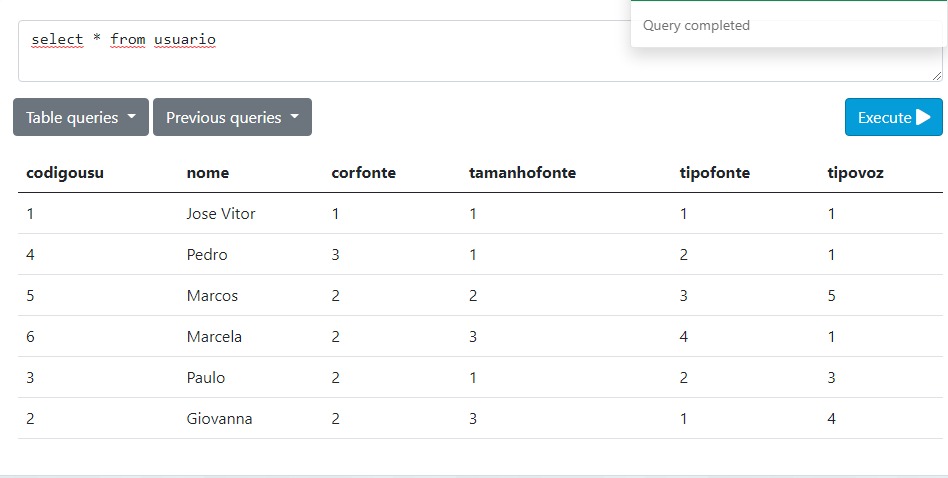 select * from usuario
Query completed
Table queries Previous queries Execute
codigousu nome corfonte tamanhofonte tipofonte tipovoz
1 Jose Vitor 1 1 1 1
4 Pedro 3 1 2 1
5 Marcos 2 2 3 5
6 Marcela 2 3 4 1
3 Paulo 2 1 2 3
2 Giovanna 2 3 1 4